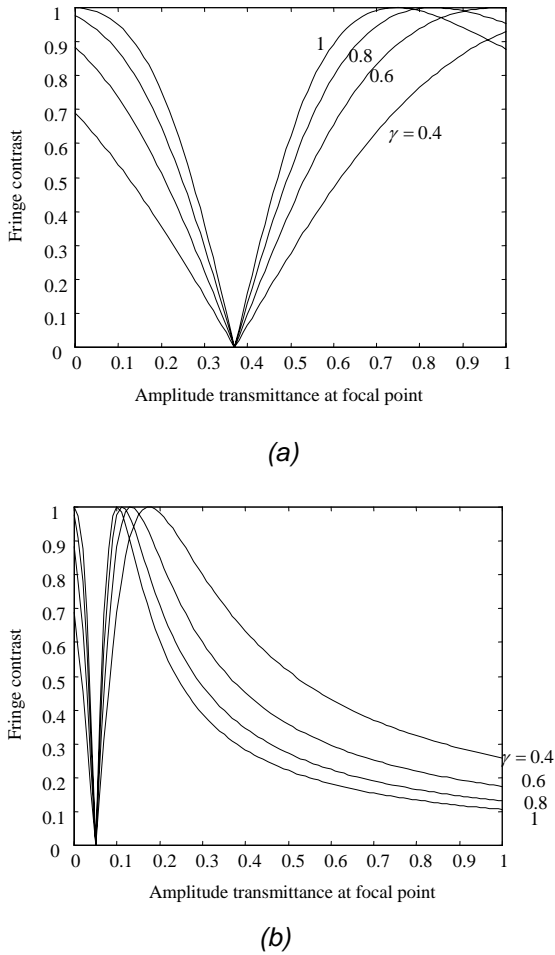 1
0.9
0.8
0.7
0.6
0.5
0.4
0.3
0.2
0.1
0
Fringe contrast
1
0.8
0.6
γ = 0.4
0 0.1 0.2 0.3 0.4 0.5 0.6 0.7 0.8 0.9 1
Amplitude transmittance at focal point
(a)
1
0.9
0.8
0.7
0.6
0.5
0.4
0.3
0.2
0.1
0
Fringe contrast
γ = 0.4
0.6
0.8
1
0 0.1 0.2 0.3 0.4 0.5 0.6 0.7 0.8 0.9 1
Amplitude transmittance at focal point
(b)